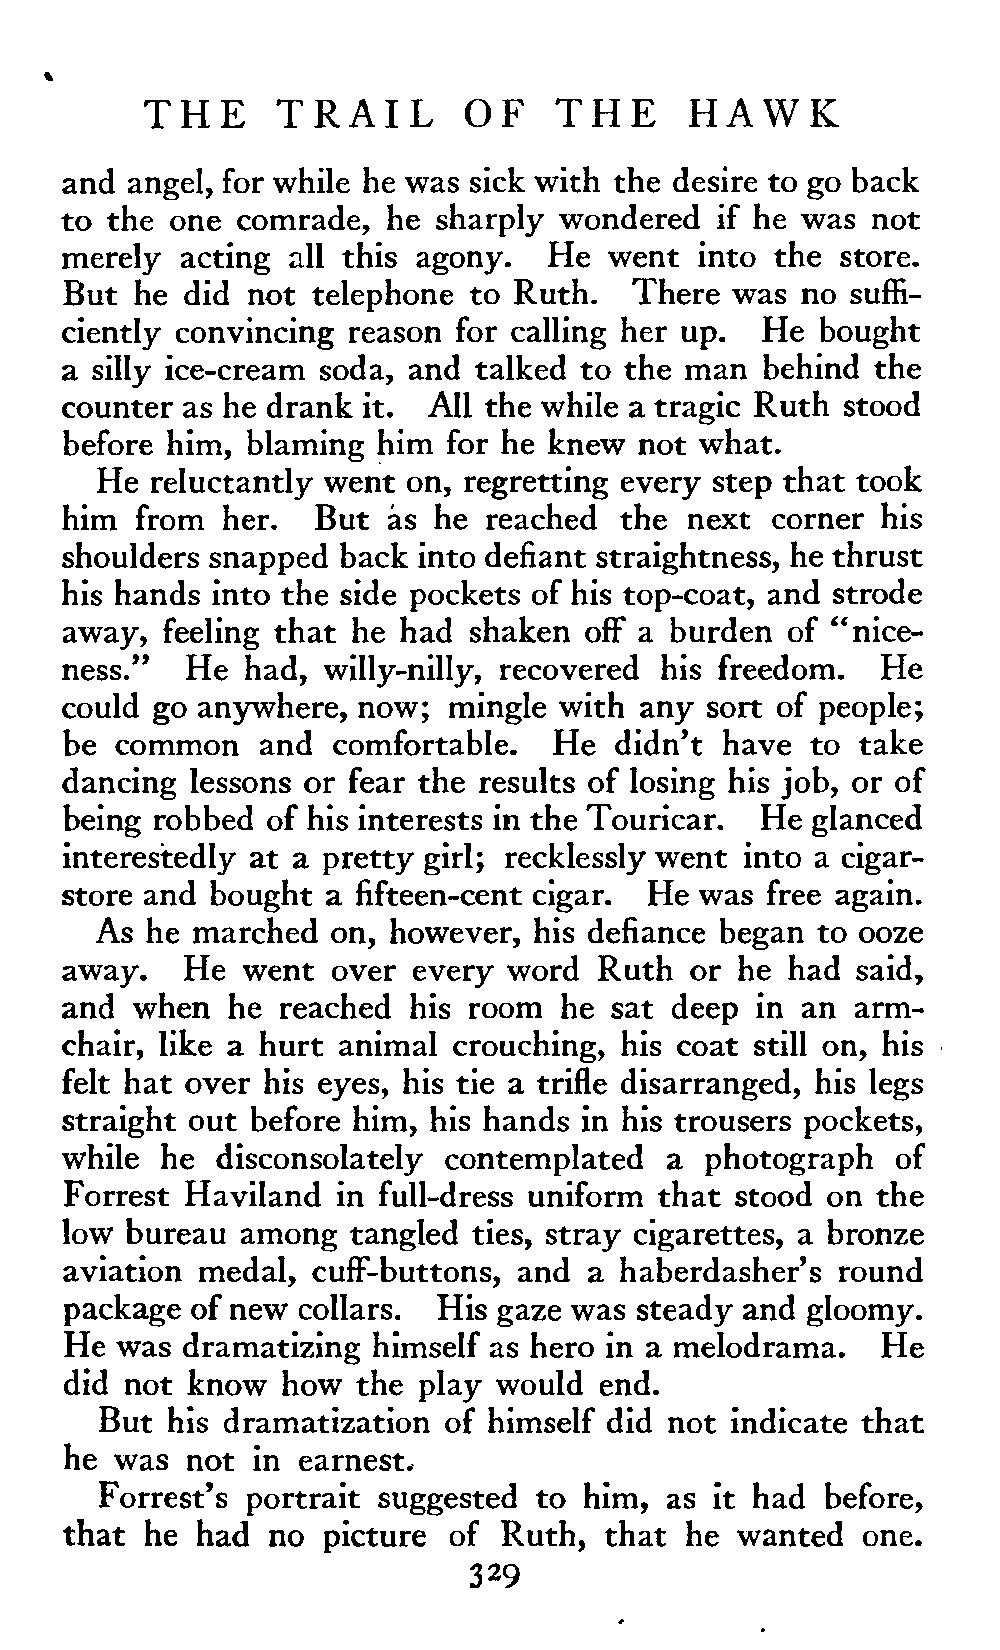 THE TRAIL OF THE HAWK
and angel, for while he was sick with the desire to go back
to the one comrade, he sharply wondered if he was not
merely acting all this agony. He went into the store.
But he did not telephone to Ruth. There was no suffi-
ciently convincing reason for calling her up. He bought
a silly ice-cream soda, and talked to the man behind the
counter as he drank it. All the while a tragic Ruth stood
before him, blaming him for he knew not what.
He reluctantly went on, regretting every step that took
him from her. But as he reached the next corner his
shoulders snapped back into defiant straightness, he thrust
his hands into the side pockets of his top-coat, and strode
away, feeling that he had shaken off a burden of "nice-
ness." He had, willy-nilly, recovered his freedom. He
could go anywhere, now; mingle with any sort of people;
be common and comfortable. He didn't have to take
dancing lessons or fear the results of losing his job, or of
being robbed of his interests in the Touricar. He glanced
interestedly at a pretty girl; recklessly went into a cigar-
store and bought a fifteen-cent cigar. He was free again.
As he marched on, however, his defiance began to ooze
away. He went over every word Ruth or he had said,
and when he reached his room he sat deep in an arm-
chair, like a hurt animal crouching, his coat still on, his
felt hat over his eyes, his tie a trifle disarranged, his legs
straight out before him, his hands in his trousers pockets,
while he disconsolately contemplated a photograph of
Forrest Haviland in full-dress uniform that stood on the
low bureau among tangled ties, stray cigarettes, a bronze
aviation medal, cuff-buttons, and a haberdasher's round
package of new collars. His gaze was steady and gloomy.
He was dramatizing himself as hero in a melodrama. He
did not know how the play would end.
But his dramatization of himself did not indicate that
he was not in earnest.
Forrest's portrait suggested to him, as it had before,
that he had no picture of Ruth, that he wanted one.
329